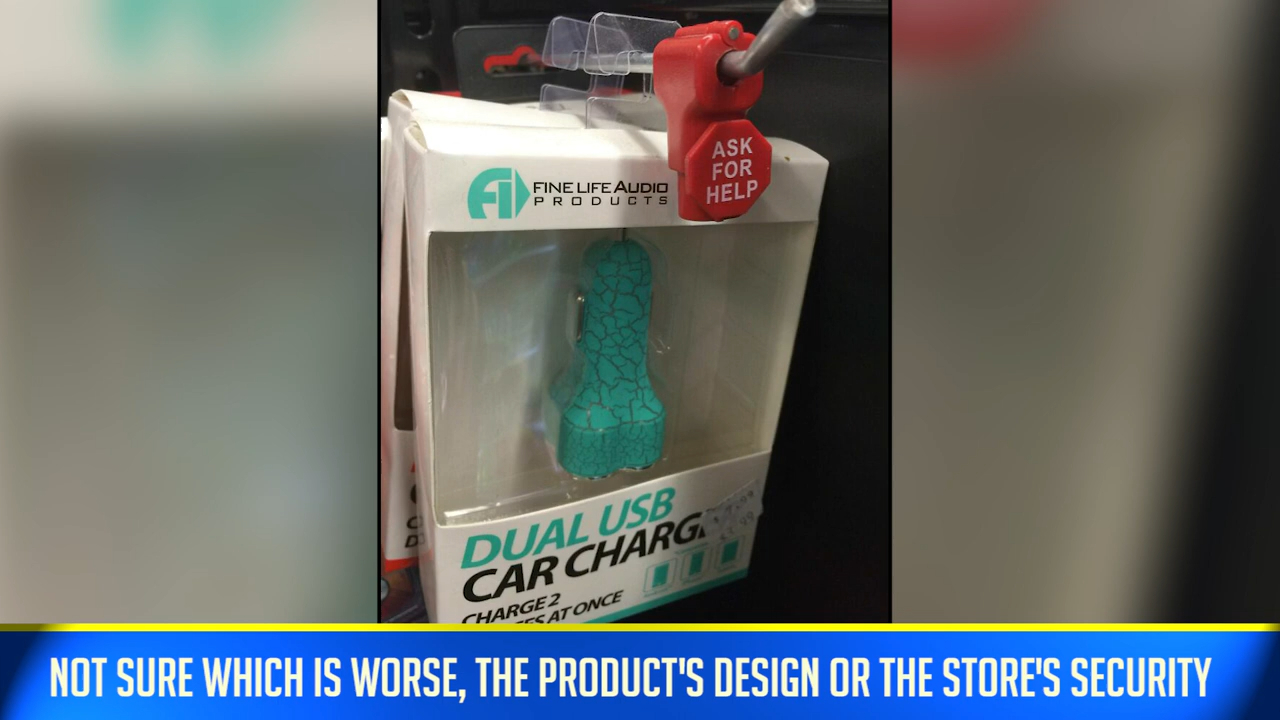 ASK
FOR
HELP
FINE LIFE AUDIO
PRODUCTS
DUAL USB
CAR CHARG
CHARGE 2
ES AT ONCE
NOT SURE WHICH IS WORSE, THE PRODUCT'S DESIGN OR THE STORE'S SECURITY